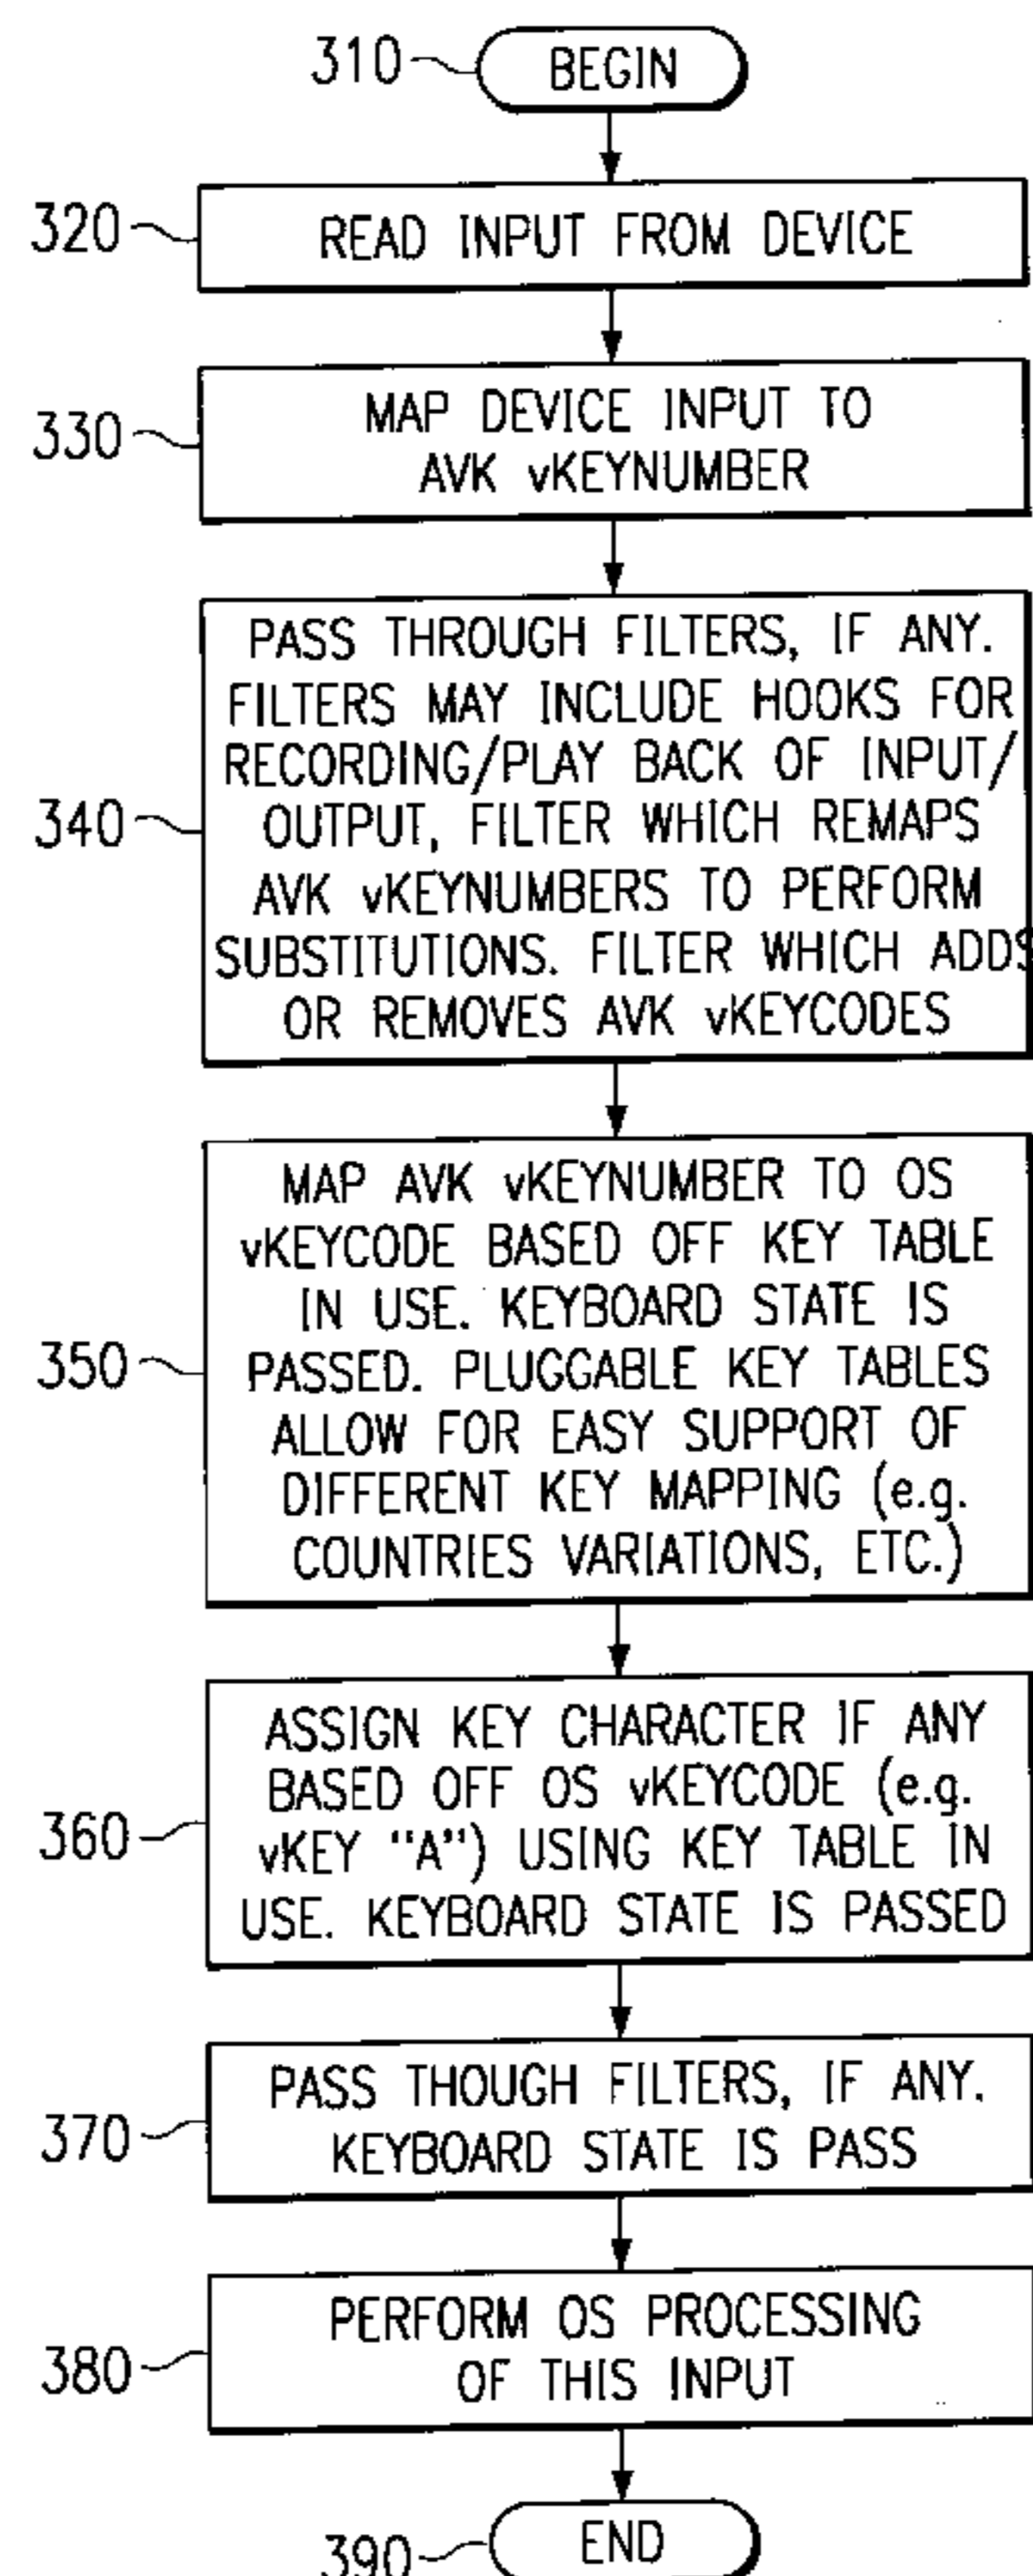 310
BEGIN
320
READ INPUT FROM DEVICE
330
MAP DEVICE INPUT TO
AVK vKEYNUMBER
340
PASS THROUGH FILTERS, IF ANY.
FILTERS MAY INCLUDE HOOKS FOR
RECORDING/PLAY BACK OF INPUT/
OUTPUT, FILTER WHICH REMAPS
AVK vKEYNUMBERS TO PERFORM
SUBSTITUTIONS. FILTER WHICH ADDS
OR REMOVES AVK vKEYCODES
350
MAP AVK vKEYNUMBER TO OS
vKEYCODE BASED OFF KEY TABLE
IN USE. KEYBOARD STATE IS
PASSED. PLUGGABLE KEY TABLES
ALLOW FOR EASY SUPPORT OF
DIFFERENT KEY MAPPING (e.g.
COUNTRIES VARIATIONS, ETC.)
360
ASSIGN KEY CHARACTER IF ANY
BASED OFF OS vKEYCODE (e.g.
vKEY "A") USING KEY TABLE IN
USE. KEYBOARD STATE IS PASSED
370
PASS THOUGH FILTERS, IF ANY.
KEYBOARD STATE IS PASS
380
PERFORM OS PROCESSING
OF THIS INPUT
390
END